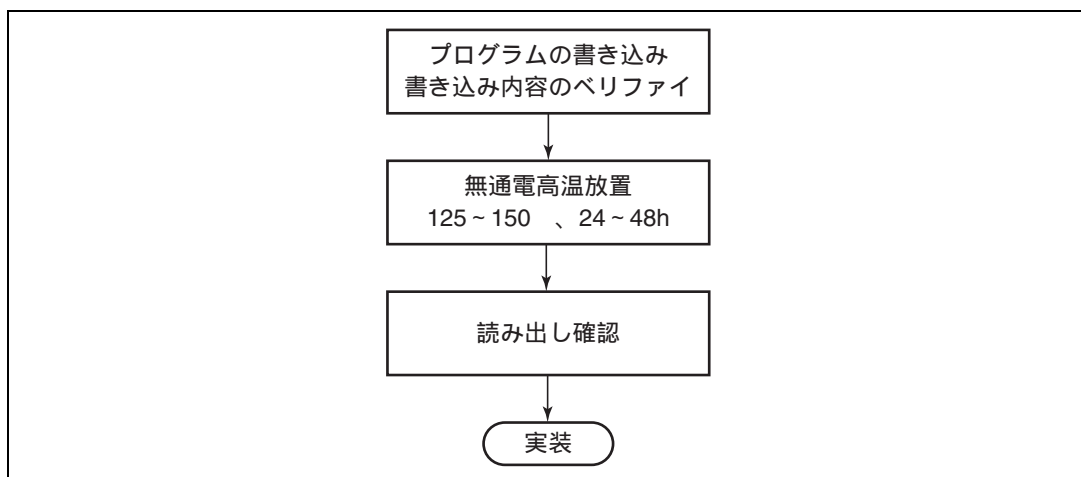 プログラムの書き込み
書き込み内容のベリファイ
無通電高温放置
125~150 、24~48h
読み出し確認
実装